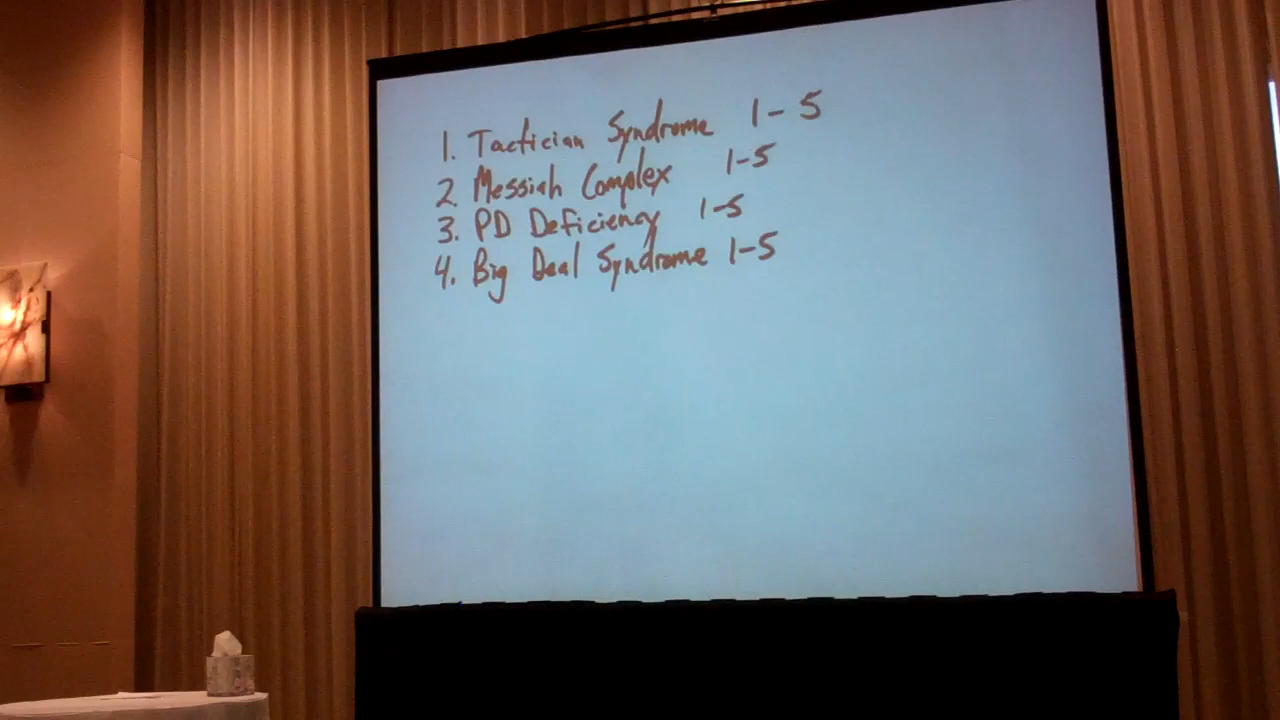 1. Tactician Syndrome 1-5
2. Messiah Complex 1-5
3. PD Deficiency 1-5
4. Big Deal Syndrome 1-5